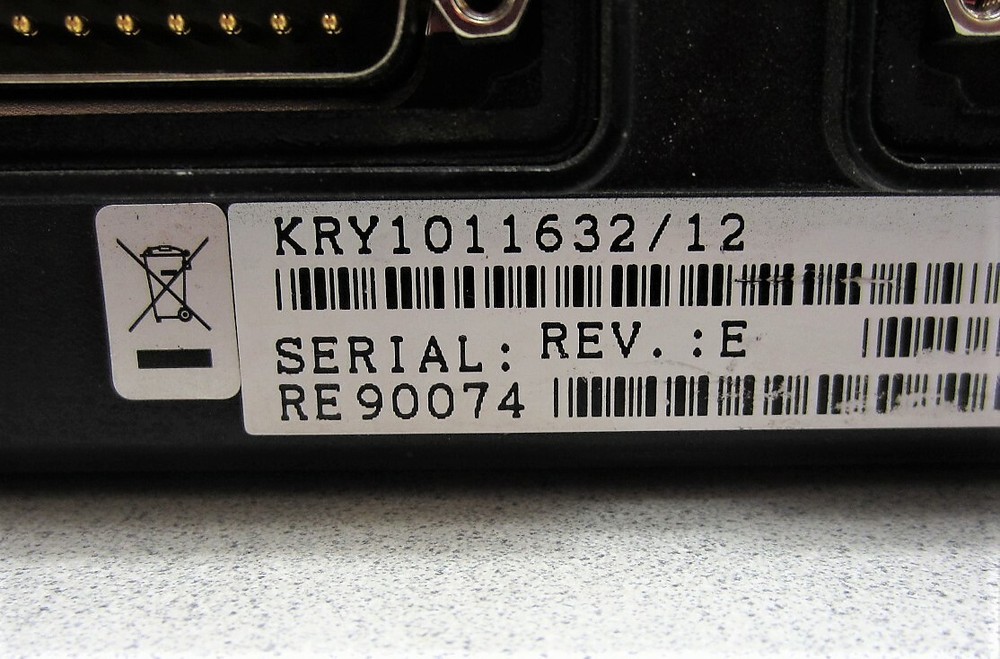 KRY1011632/12
REV. :E
SERIAL:
RE90074